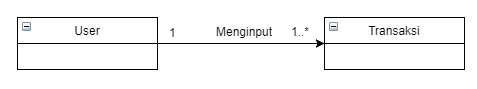 User
1 Menginput 1..*
Transaksi